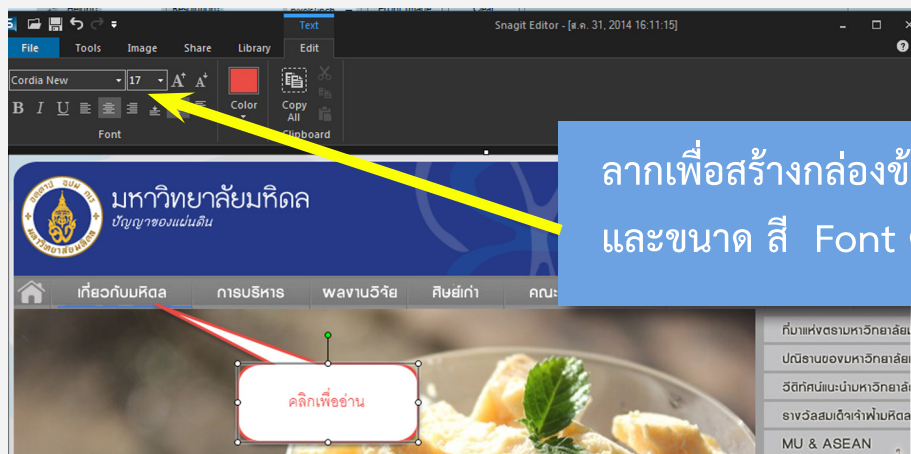 Text
Snagit Editor - [ส.ค. 31, 2014 16:11:15]
File Tools Image Share Library Edit
Cordia New 17
B I U
Color
Copy All
Font
Clipboard
ลากเพื่อสร้างกล่องข้
และขนาด สี Font
มหาวิทยาลัยมหิดล
ปัญญาของแผ่นดิน
เกี่ยวกับมหิดล การบริหาร ผลงานวิจัย ศิษย์เก่า คณะ
คลิกเพื่ออ่าน
ที่มาแห่งตรามหาวิทยาลัย
ปณิธานของมหาวิทยาลัย
วีดิทัศน์แนะนำมหาวิทยาลัย
รางวัลสมเด็จเจ้าฟ้ามหิดล
MU & ASEAN